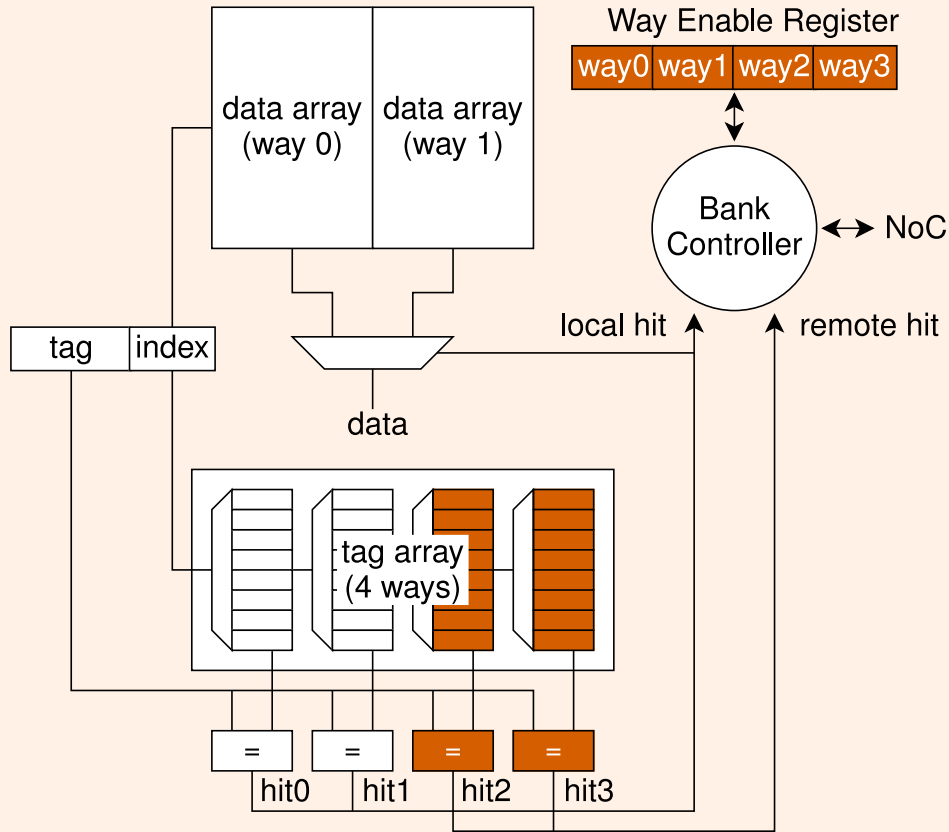 Way Enable Register
way0 way1 way2 way3
data array
(way 0)
data array
(way 1)
Bank
Controller
NoC
local hit
remote hit
tag
index
data
tag array
(4 ways)
= = = =
hit0 hit1 hit2 hit3